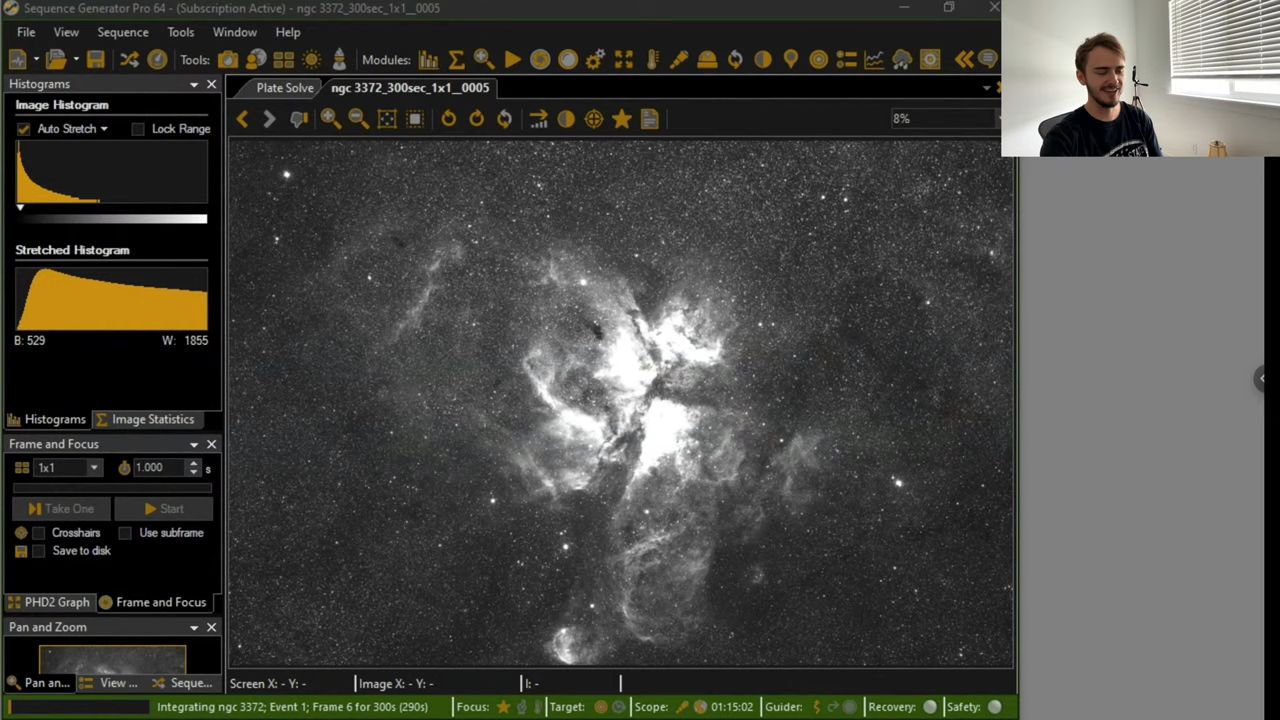 Sequence Generator Pro 64 - (Subscription Active) - ngc 3372_300sec_1x1__0005
File View Sequence Tools Window Help
Tools: Modules:
Histograms
Plate Solve ngc 3372_300sec_1x1__0005
Image Histogram
Auto Stretch Lock Range
8%
Stretched Histogram
B: 529 W: 1855
Histograms Image Statistics
Frame and Focus
1x1 1.000 s
Take One Start
Crosshairs Use subframe
Save to disk
PHD2 Graph Frame and Focus
Pan and Zoom
Pan an... View ... Seque...
Screen X: - Y: - Image X: - Y: - I: -
Integrating ngc 3372; Event 1; Frame 6 for 300s (290s) Focus: Target: Scope: 01:15:02 Guider: Recovery: Safety: